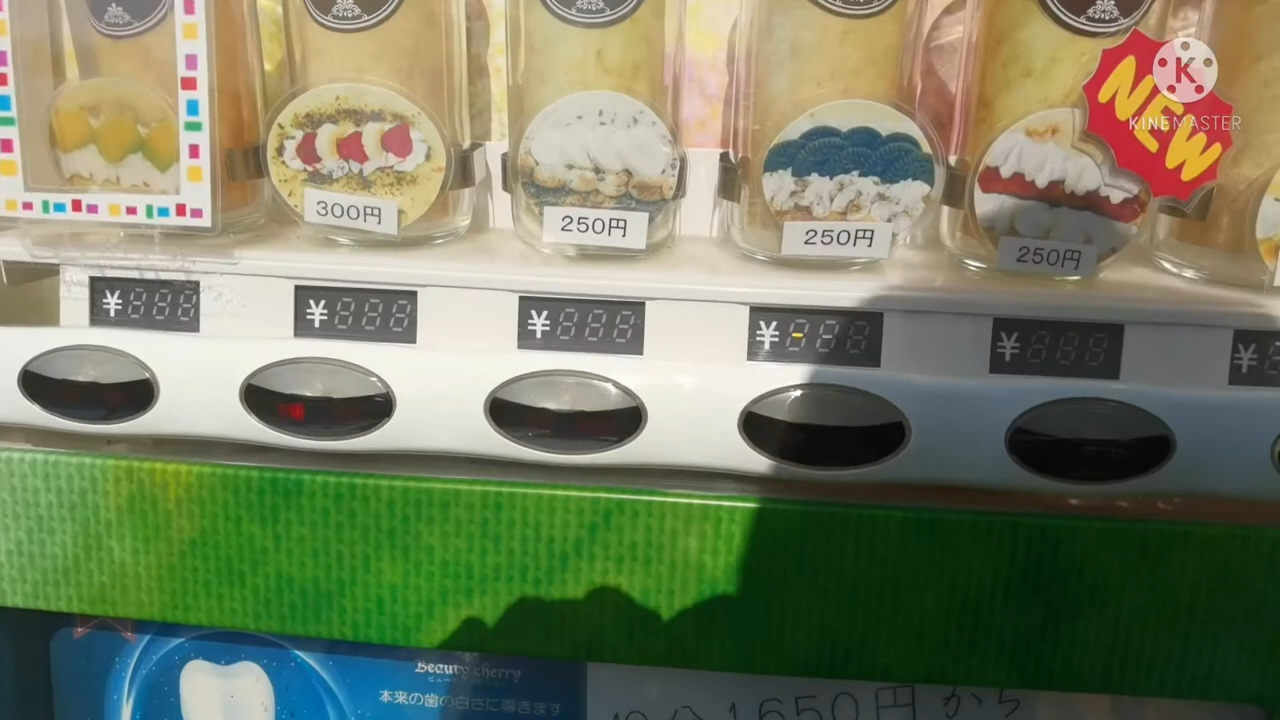 NEW
K
KINEMASTER
300円
250円
250円
250円
¥888
¥888
¥888
¥888
¥888
¥
Beauty cherry
本来の歯の白さに導きます
1650円から